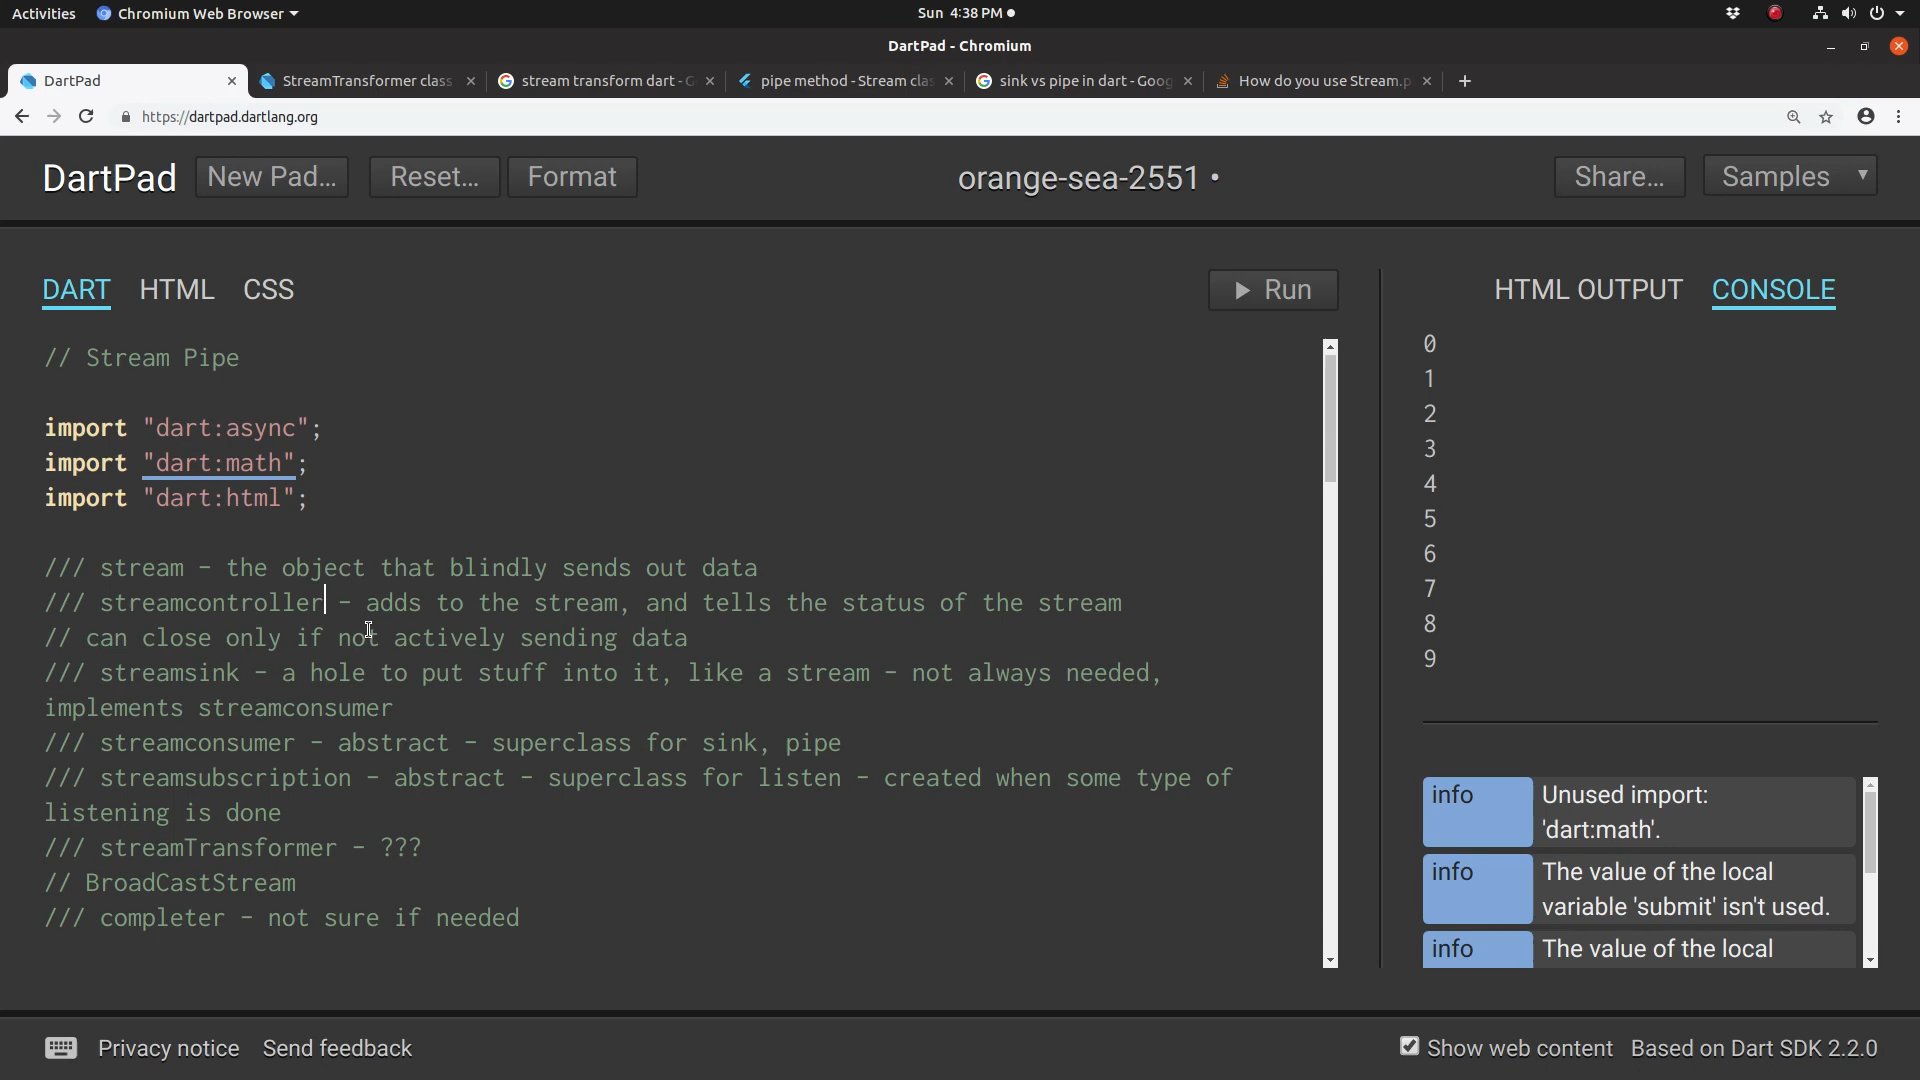 Activities Chromium Web Browser Sun 4:38 PM
DartPad - Chromium
DartPad StreamTransformer class stream transform dart - G pipe method - Stream clas sink vs pipe in dart - Goog How do you use Stream.p
https://dartpad.dartlang.org
DartPad New Pad... Reset... Format orange-sea-2551 • Share... Samples
DART HTML CSS Run HTML OUTPUT CONSOLE
// Stream Pipe
import "dart:async";
import "dart:math";
import "dart:html";
/// stream - the object that blindly sends out data
/// streamcontroller - adds to the stream, and tells the status of the stream
// can close only if not actively sending data
/// streamsink - a hole to put stuff into it, like a stream - not always needed,
implements streamconsumer
/// streamconsumer - abstract - superclass for sink, pipe
/// streamsubscription - abstract - superclass for listen - created when some type of
listening is done
/// streamTransformer - ???
// BroadCastStream
/// completer - not sure if needed
0
1
2
3
4
5
6
7
8
9
info Unused import:
'dart:math'.
info The value of the local
variable 'submit' isn't used.
info The value of the local
Privacy notice Send feedback Show web content Based on Dart SDK 2.2.0